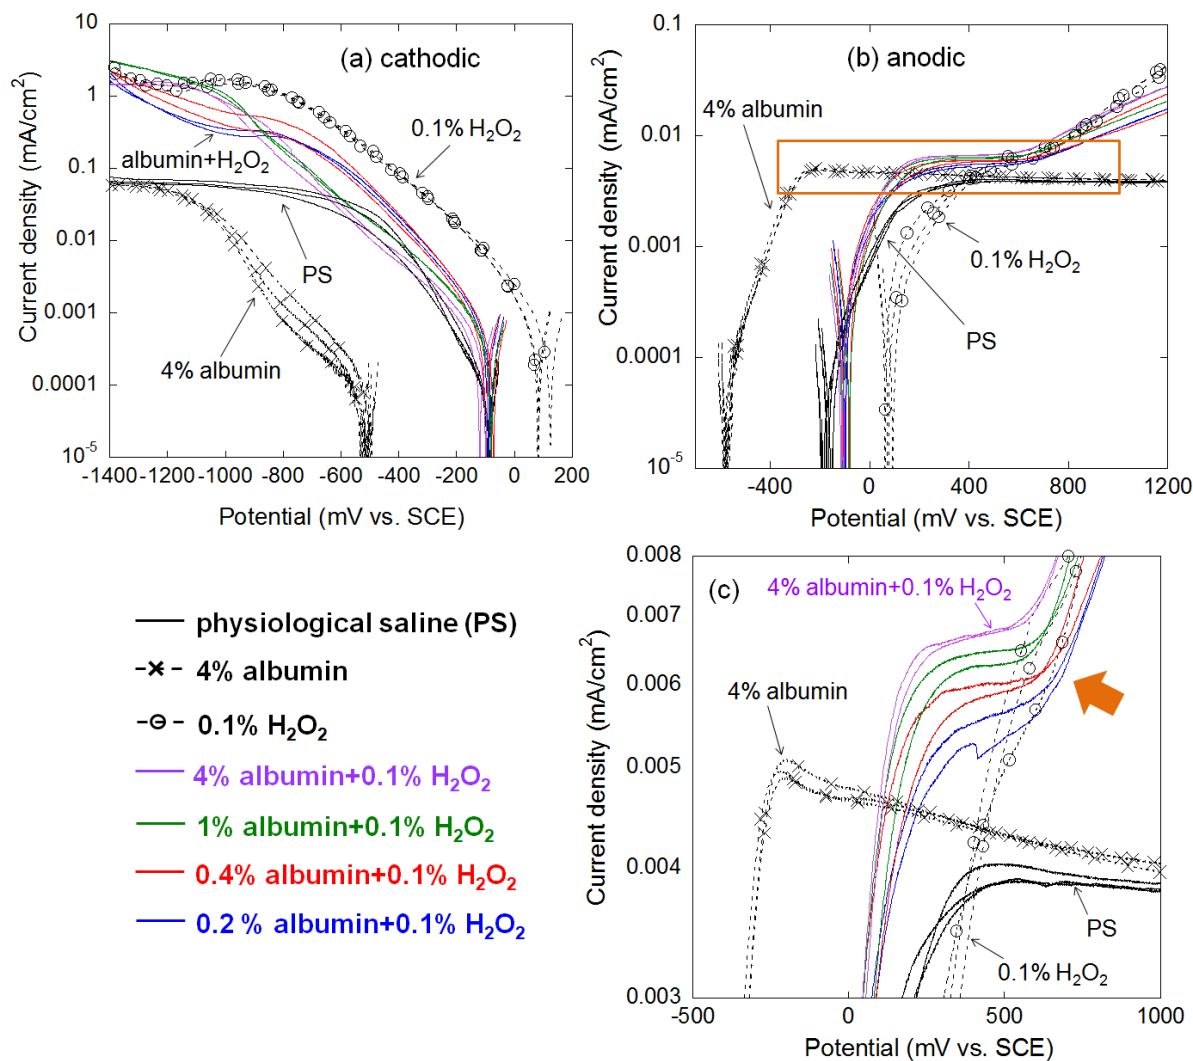 (a) cathodic
10
1
0.1
0.01
0.001
0.0001
10-5
Current density (mA/cm2)
0.1% H2O2
albumin+H2O2
PS
4% albumin
-1400 -1200 -1000 -800 -600 -400 -200 0 200
Potential (mV vs. SCE)
(b) anodic
0.1
0.01
0.001
0.0001
10-5
Current density (mA/cm2)
4% albumin
0.1% H2O2
PS
-400 0 400 800 1200
Potential (mV vs. SCE)
physiological saline (PS)
4% albumin
0.1% H2O2
4% albumin+0.1% H2O2
1% albumin+0.1% H2O2
0.4% albumin+0.1% H2O2
0.2 % albumin+0.1% H2O2
(c)
0.008
0.007
0.006
0.005
0.004
0.003
Current density (mA/cm2)
4% albumin+0.1% H2O2
4% albumin
PS
0.1% H2O2
-500 0 500 1000
Potential (mV vs. SCE)